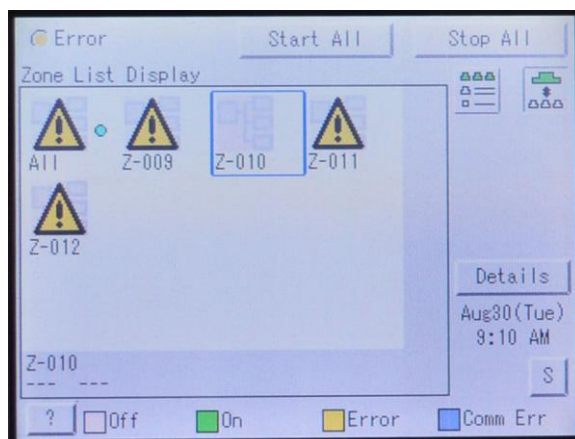 Error Start All Stop All
Zone List Display
All Z-009 Z-010 Z-011
Z-012
Details
Aug30(Tue)
9:10 AM
Z-010
--- ---
S
? Off On Error Comm Err